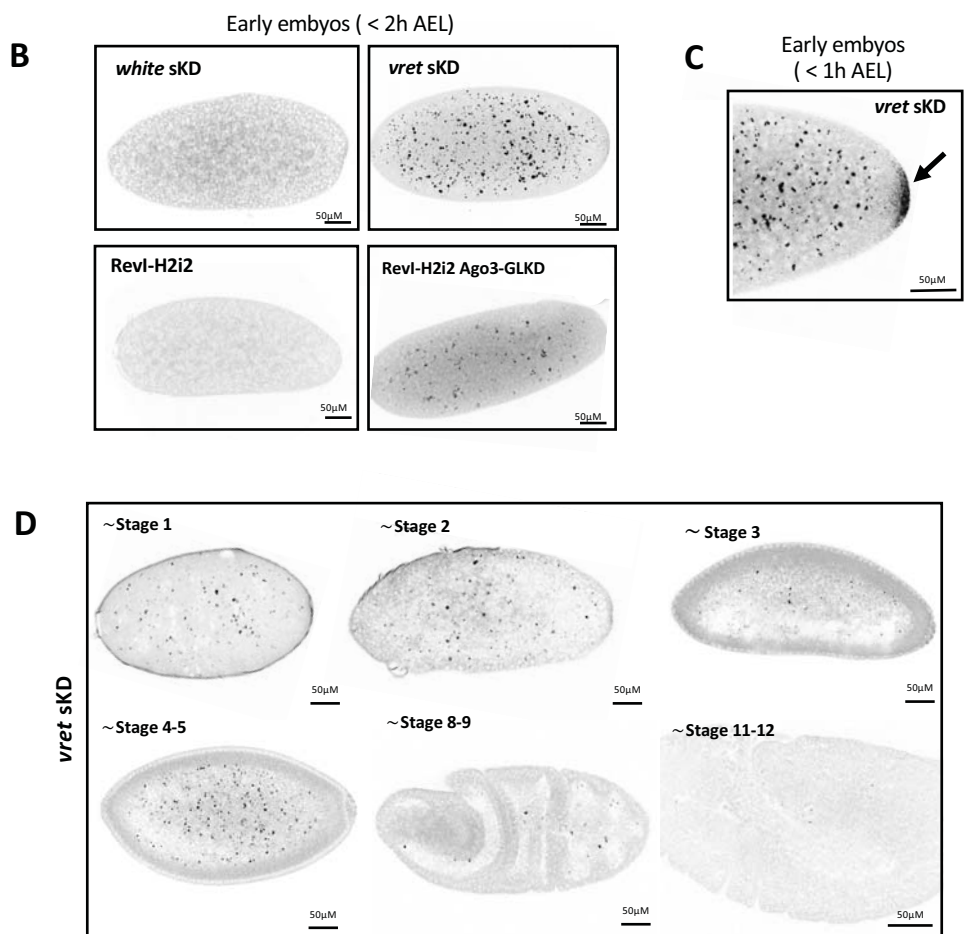 B
Early embyos ( < 2h AEL)
white sKD
50µM
vret sKD
50µM
RevI-H2i2
50µM
RevI-H2i2 Ago3-GLKD
50µM
C
Early embyos
( < 1h AEL)
vret sKD
50µM
D
vret sKD
~Stage 1
50µM
~Stage 2
50µM
~ Stage 3
50µM
~Stage 4-5
50µM
~Stage 8-9
50µM
~Stage 11-12
50µM